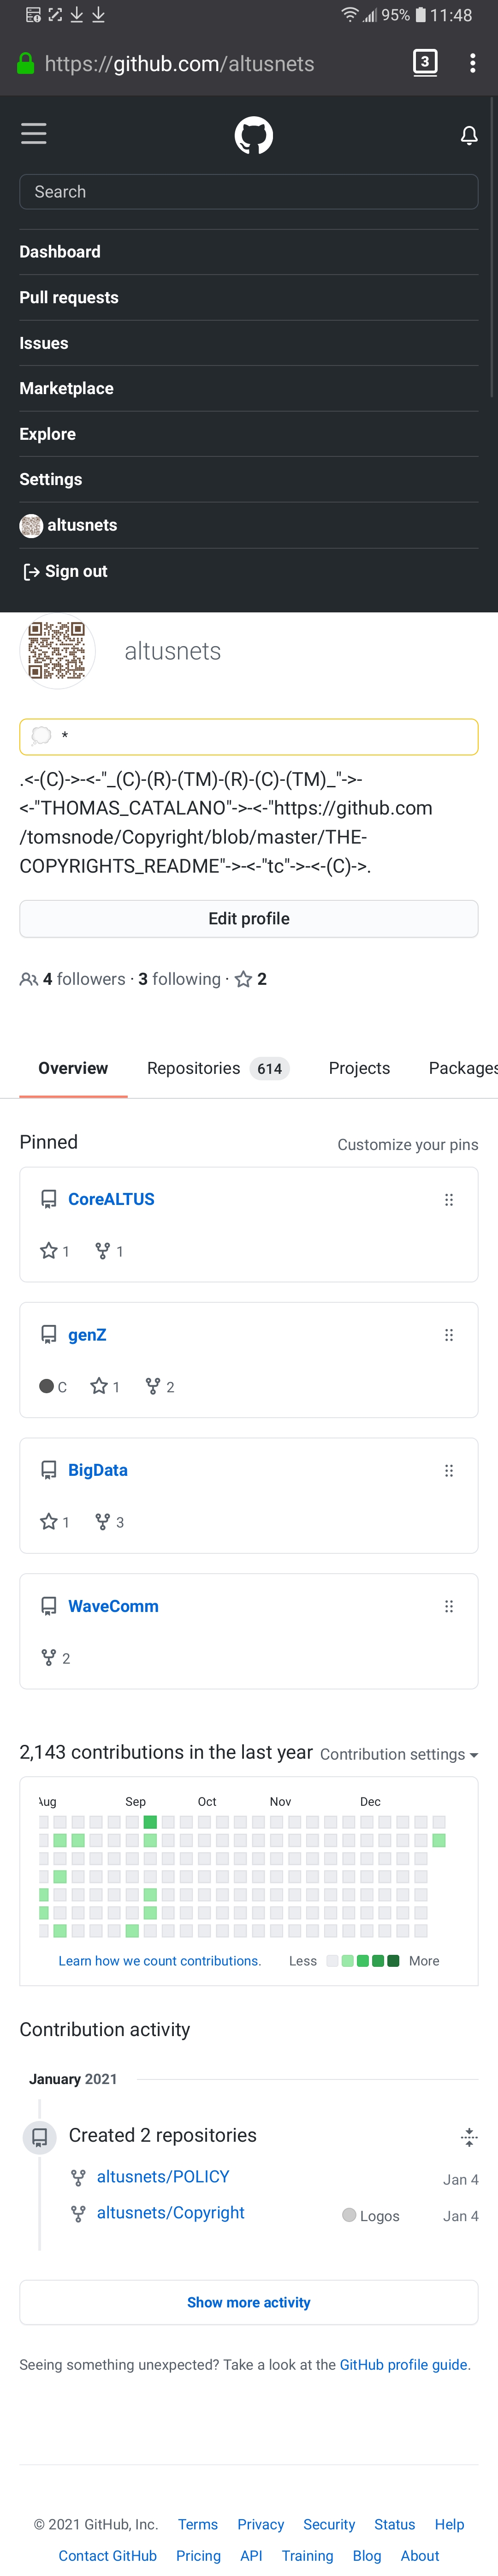 95% 11:48
https://github.com/altusnets 3
Search
Dashboard
Pull requests
Issues
Marketplace
Explore
Settings
altusnets
Sign out
altusnets
*
.<-(C)->-<-"_(C)-(R)-(TM)-(R)-(C)-(TM)_"->-
<-"THOMAS_CATALANO"->-<-"https://github.com
/tomsnode/Copyright/blob/master/THE-
COPYRIGHTS_README"->-<-"tc"->-<-(C)->.
Edit profile
4 followers · 3 following · 2
Overview Repositories 614 Projects Packages
Pinned Customize your pins
CoreALTUS
1 1
genZ
C 1 2
BigData
1 3
WaveComm
2
2,143 contributions in the last year Contribution settings
Aug Sep Oct Nov Dec
Learn how we count contributions. Less More
Contribution activity
January 2021
Created 2 repositories
altusnets/POLICY Jan 4
altusnets/Copyright Logos Jan 4
Show more activity
Seeing something unexpected? Take a look at the GitHub profile guide.
© 2021 GitHub, Inc. Terms Privacy Security Status Help
Contact GitHub Pricing API Training Blog About